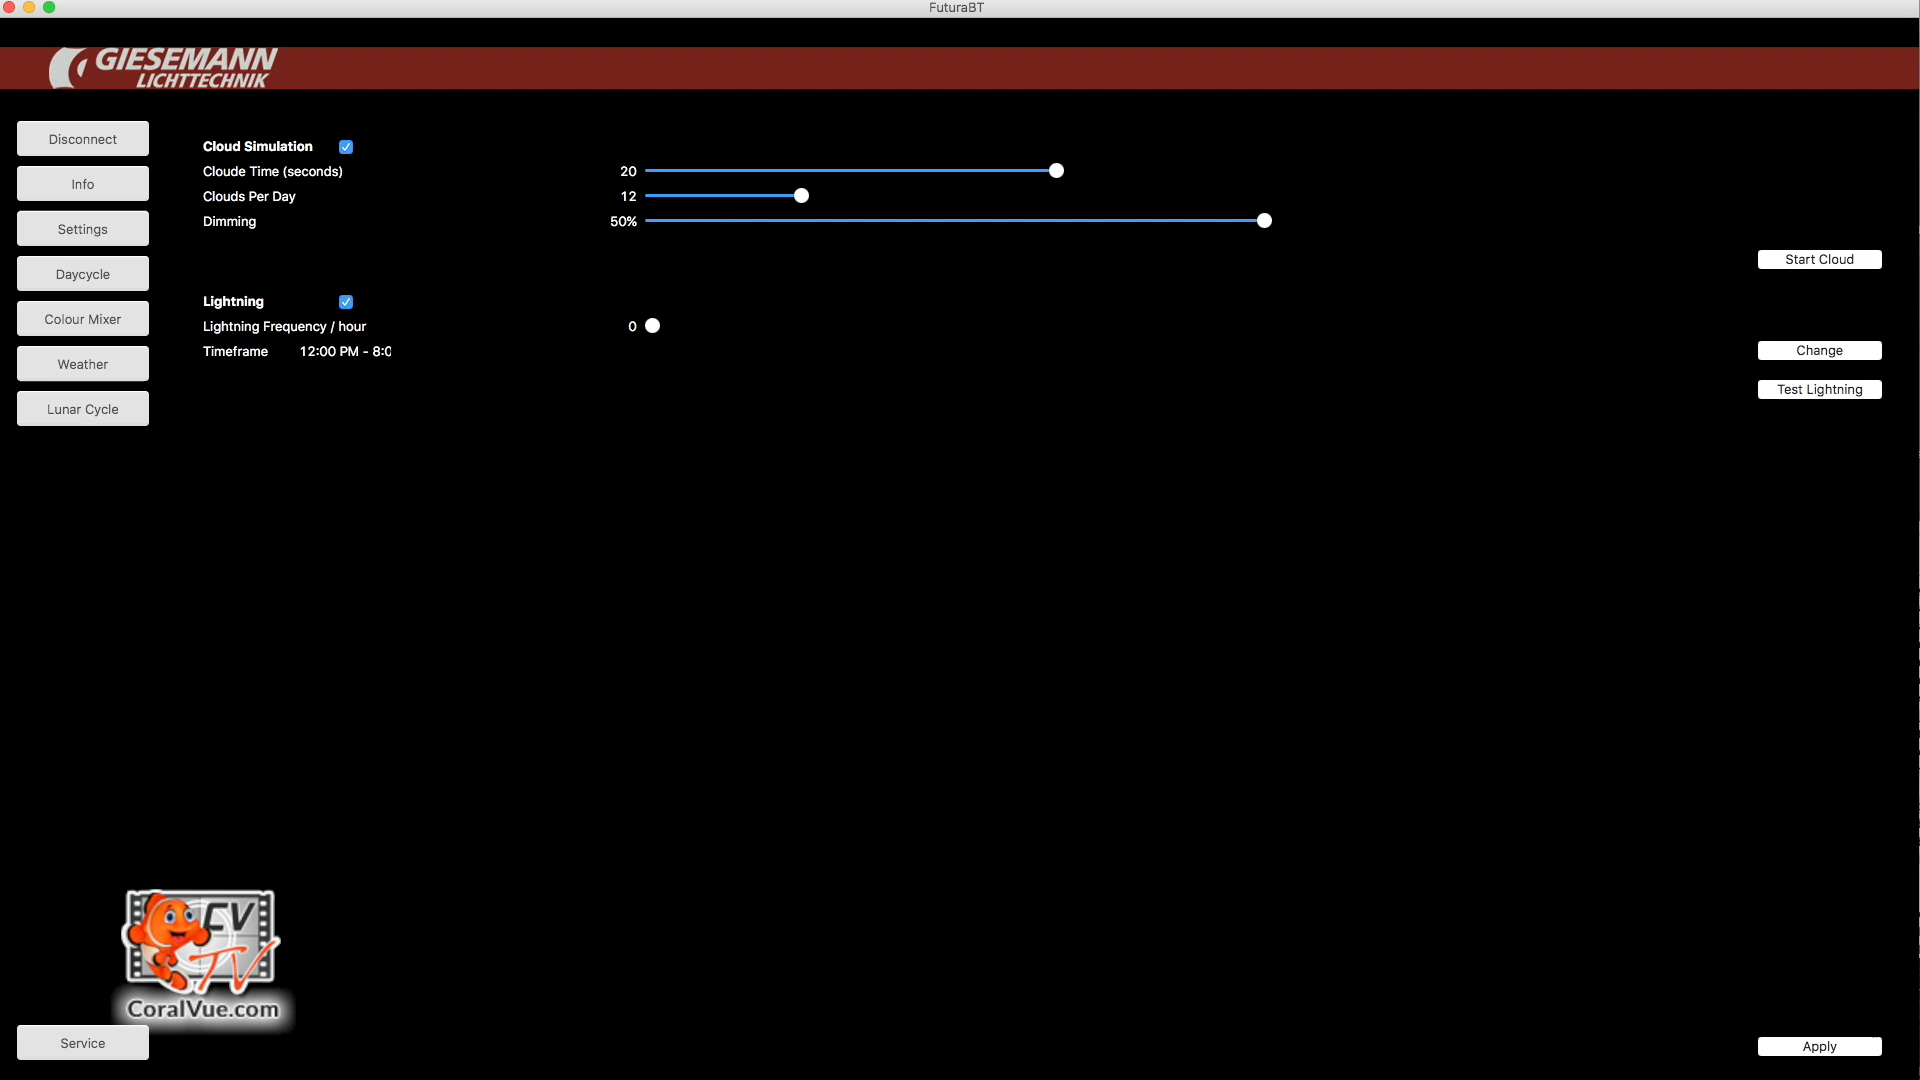 FuturaBT
GIESEMANN
LICHTTECHNIK
Disconnect
Info
Settings
Daycycle
Colour Mixer
Weather
Lunar Cycle
Cloud Simulation
Cloude Time (seconds) 20
Clouds Per Day 12
Dimming 50%
Start Cloud
Lightning
Lightning Frequency / hour 0
Timeframe 12:00 PM - 8:0
Change
Test Lightning
CV
TV
CoralVue.com
Service
Apply